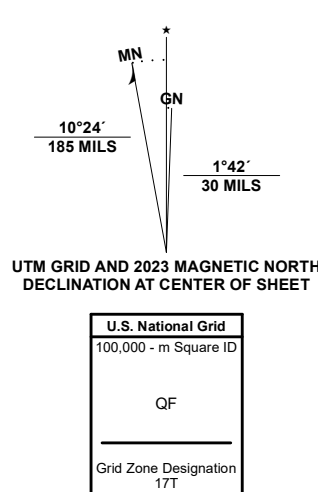 ★
MN
GN
10°24´
185 MILS
1°42´
30 MILS
UTM GRID AND 2023 MAGNETIC NORTH
DECLINATION AT CENTER OF SHEET
U.S. National Grid
100,000 - m Square ID
QF
Grid Zone Designation
17T